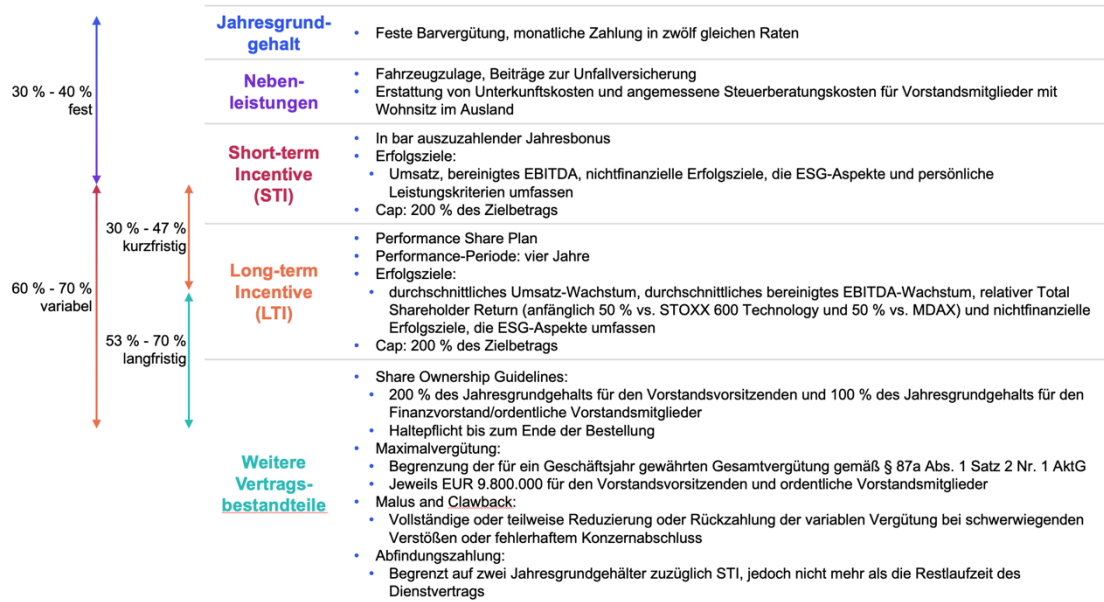 Jahresgrund-
gehalt
• Feste Barvergütung, monatliche Zahlung in zwölf gleichen Raten
30 % - 40 %
fest
Neben-
leistungen
• Fahrzeugzulage, Beiträge zur Unfallversicherung
• Erstattung von Unterkunftskosten und angemessene Steuerberatungskosten für Vorstandsmitglieder mit
Wohnsitz im Ausland
Short-term
Incentive
(STI)
• In bar auszuzahlender Jahresbonus
• Erfolgsziele:
• Umsatz, bereinigtes EBITDA, nichtfinanzielle Erfolgsziele, die ESG-Aspekte und persönliche
Leistungskriterien umfassen
• Cap: 200 % des Zielbetrags
30 % - 47 %
kurzfristig
60 % - 70 %
variabel
53 % - 70 %
langfristig
Long-term
Incentive
(LTI)
• Performance Share Plan
• Performance-Periode: vier Jahre
• Erfolgsziele:
• durchschnittliches Umsatz-Wachstum, durchschnittliches bereinigtes EBITDA-Wachstum, relativer Total
Shareholder Return (anfänglich 50 % vs. STOXX 600 Technology und 50 % vs. MDAX) und nichtfinanzielle
Erfolgsziele, die ESG-Aspekte umfassen
• Cap: 200 % des Zielbetrags
Weitere
Vertrags-
bestandteile
• Share Ownership Guidelines:
• 200 % des Jahresgrundgehalts für den Vorstandsvorsitzenden und 100 % des Jahresgrundgehalts für den
Finanzvorstand/ordentliche Vorstandsmitglieder
• Haltepflicht bis zum Ende der Bestellung
• Maximalvergütung:
• Begrenzung der für ein Geschäftsjahr gewährten Gesamtvergütung gemäß § 87a Abs. 1 Satz 2 Nr. 1 AktG
• Jeweils EUR 9.800.000 für den Vorstandsvorsitzenden und ordentliche Vorstandsmitglieder
• Malus and Clawback:
• Vollständige oder teilweise Reduzierung oder Rückzahlung der variablen Vergütung bei schwerwiegenden
Verstößen oder fehlerhaftem Konzernabschluss
• Abfindungszahlung:
• Begrenzt auf zwei Jahresgrundgehälter zuzüglich STI, jedoch nicht mehr als die Restlaufzeit des
Dienstvertrags